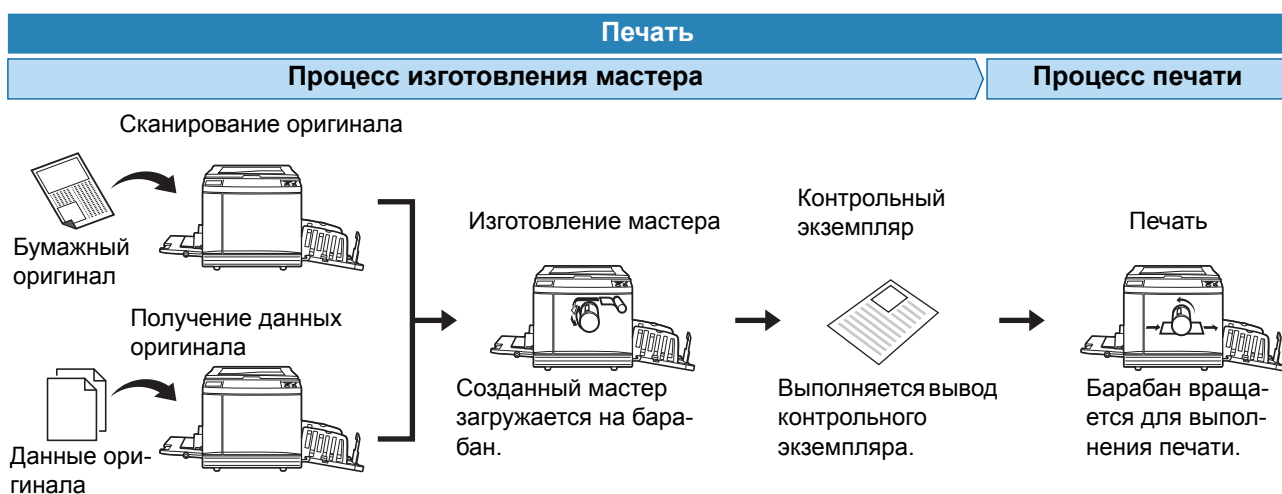 Печать
Процесс изготовления мастера
Процесс печати
Сканирование оригинала
Бумажный
оригинал
Получение данных
оригинала
Данные ори-
гинала
Изготовление мастера
Созданный мастер
загружается на бара-
бан.
Контрольный
экземпляр
Выполняется вывод
контрольного
экземпляра.
Печать
Барабан враща-
ется для выпол-
нения печати.